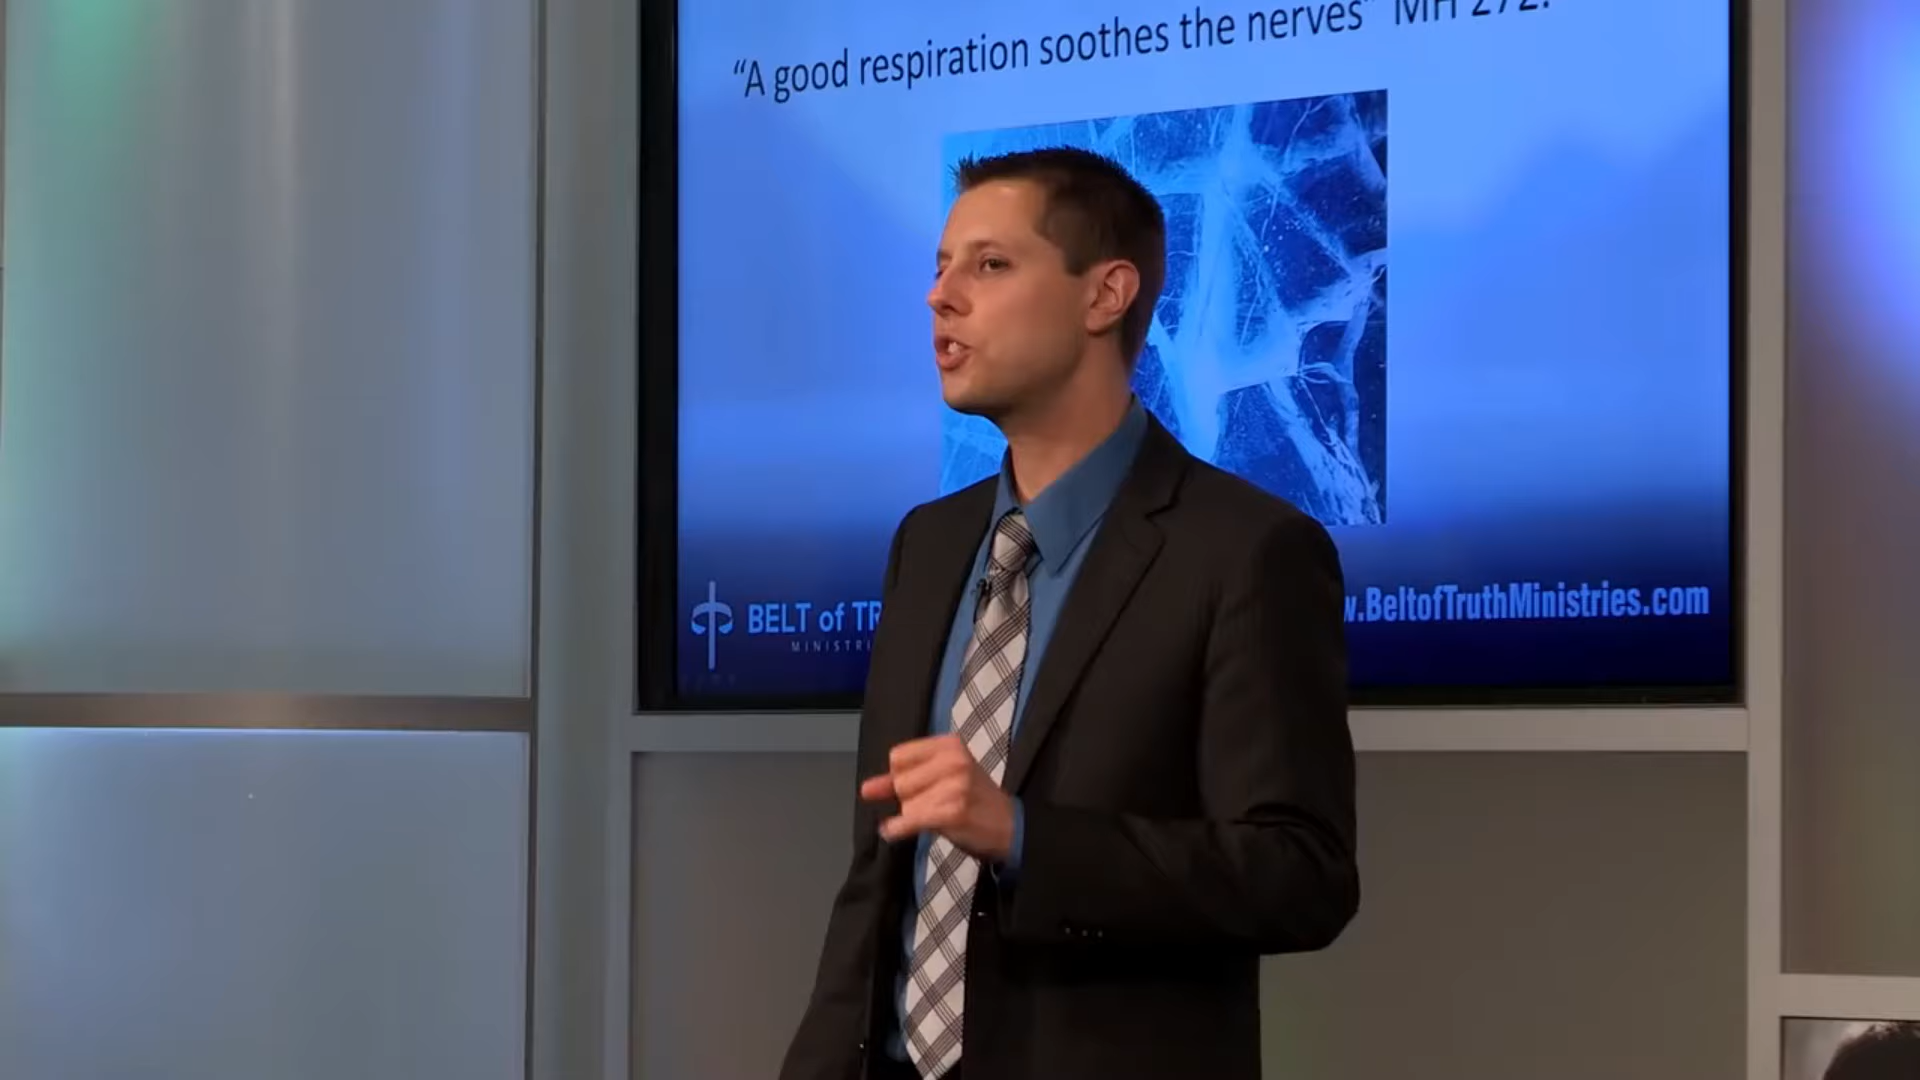 “A good respiration soothes the nerves” MH 272.
BELT of TR
MINISTRI
w.BeltofTruthMinistries.com